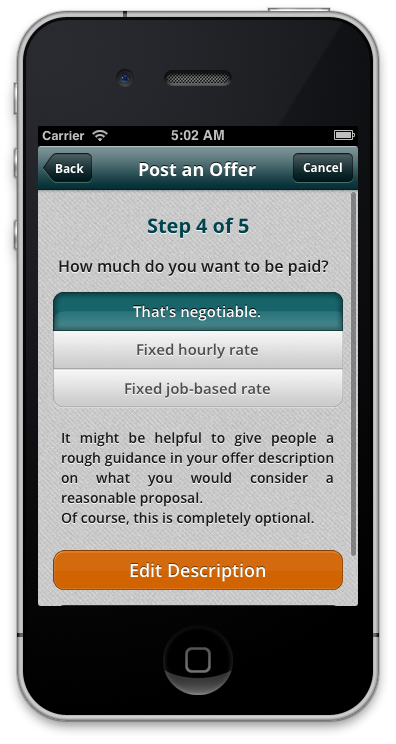 Carrier 5:02 AM
Back Post an Offer Cancel
Step 4 of 5
How much do you want to be paid?
That's negotiable.
Fixed hourly rate
Fixed job-based rate
It might be helpful to give people a
rough guidance in your offer description
on what you would consider a
reasonable proposal.
Of course, this is completely optional.
Edit Description